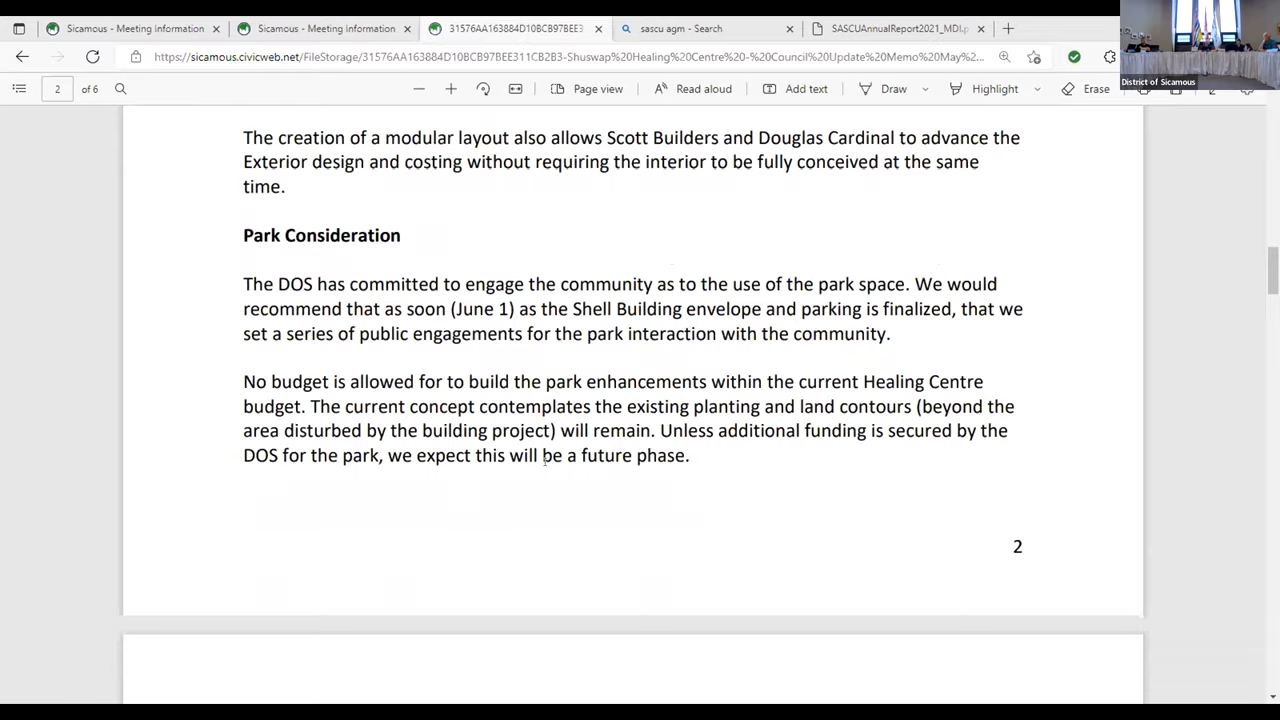 Sicamous - Meeting information
Sicamous - Meeting information
31576AA163884D10BCB97BEE3
sascu agm - Search
SASCUAnnualReport2021_MDI.p
https://sicamous.civicweb.net/FileStorage/31576AA163884D10BCB97BEE311CB2B3-Shuswap%20Healing%20Centre%20-%20Council%20Update%20Memo%20May%2...
2 of 6
Page view
Read aloud
Add text
Draw
Highlight
Erase
District of Sicamous
The creation of a modular layout also allows Scott Builders and Douglas Cardinal to advance the
Exterior design and costing without requiring the interior to be fully conceived at the same
time.
Park Consideration
The DOS has committed to engage the community as to the use of the park space. We would
recommend that as soon (June 1) as the Shell Building envelope and parking is finalized, that we
set a series of public engagements for the park interaction with the community.
No budget is allowed for to build the park enhancements within the current Healing Centre
budget. The current concept contemplates the existing planting and land contours (beyond the
area disturbed by the building project) will remain. Unless additional funding is secured by the
DOS for the park, we expect this will be a future phase.
2